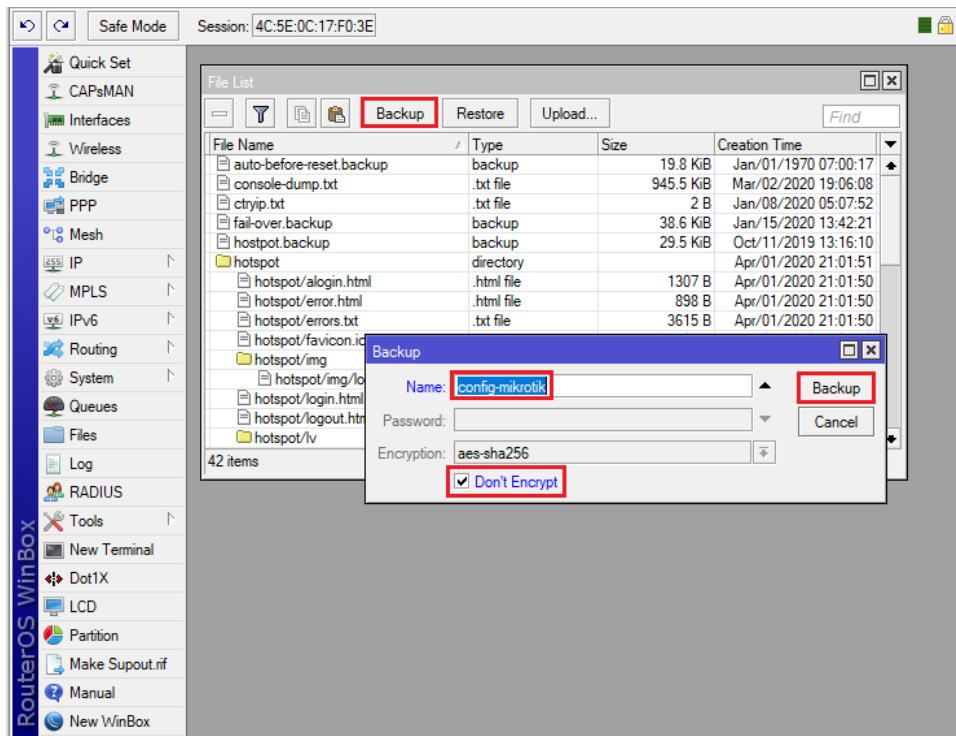 Safe Mode Session: 4C:5E:0C:17:F0:3E
RouterOS WinBox
Quick Set
CAPsMAN
Interfaces
Wireless
Bridge
PPP
Mesh
IP
MPLS
IPv6
Routing
System
Queues
Files
Log
RADIUS
Tools
New Terminal
Dot1X
LCD
Partition
Make Supout.rif
Manual
New WinBox
File List
Backup Restore Upload... Find
File Name Type Size Creation Time
auto-before-reset.backup backup 19.8 KiB Jan/01/1970 07:00:17
console-dump.txt .txt file 945.5 KiB Mar/02/2020 19:06:08
ctryip.txt .txt file 2 B Jan/08/2020 05:07:52
fail-over.backup backup 38.6 KiB Jan/15/2020 13:42:21
hostpot.backup backup 29.5 KiB Oct/11/2019 13:16:10
hotspot directory Apr/01/2020 21:01:51
hotspot/alogin.html .html file 1307 B Apr/01/2020 21:01:50
hotspot/error.html .html file 898 B Apr/01/2020 21:01:50
hotspot/errors.txt .txt file 3615 B Apr/01/2020 21:01:50
hotspot/favicon.ic
hotspot/img
hotspot/img/lo
hotspot/login.html
hotspot/logout.htm
hotspot/lv
42 items
Backup
Name: config-mikrotik Backup
Password: Cancel
Encryption: aes-sha256
Don't Encrypt